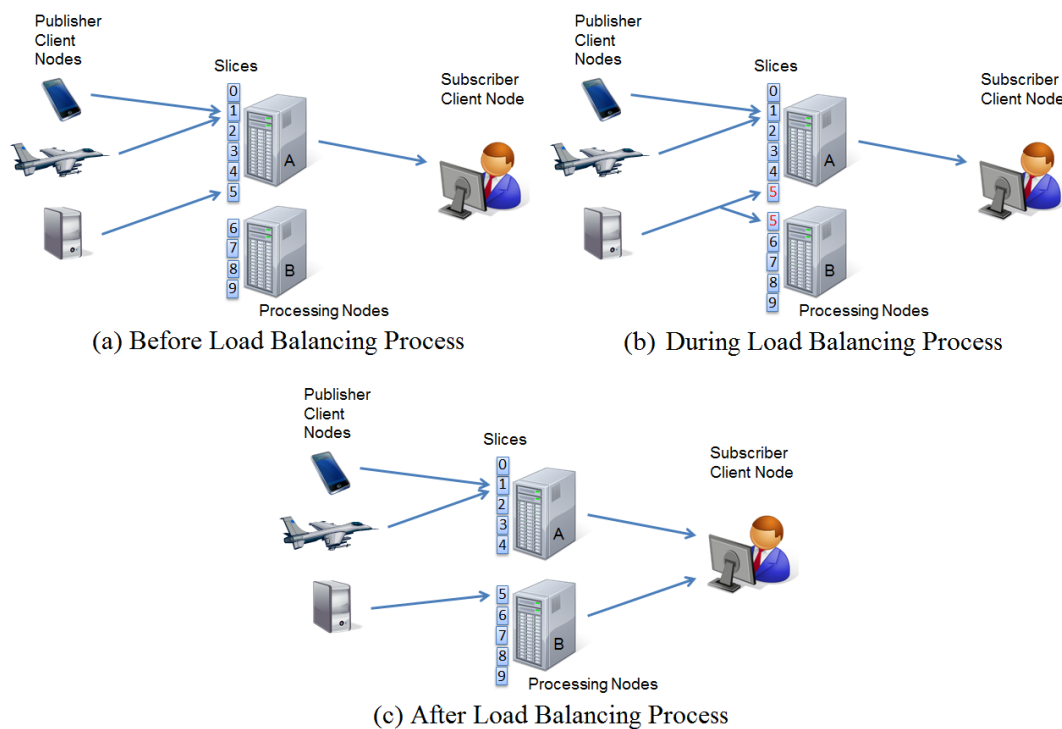 Publisher
Client
Nodes
Slices
Subscriber
Client Node
0
1
2
3
4
5
A
6
7
8
9
B
Processing Nodes
(a) Before Load Balancing Process
Publisher
Client
Nodes
Slices
Subscriber
Client Node
0
1
2
3
4
5
A
5
6
7
8
9
B
Processing Nodes
(b) During Load Balancing Process
Publisher
Client
Nodes
Slices
Subscriber
Client Node
0
1
2
3
4
A
5
6
7
8
9
B
Processing Nodes
(c) After Load Balancing Process